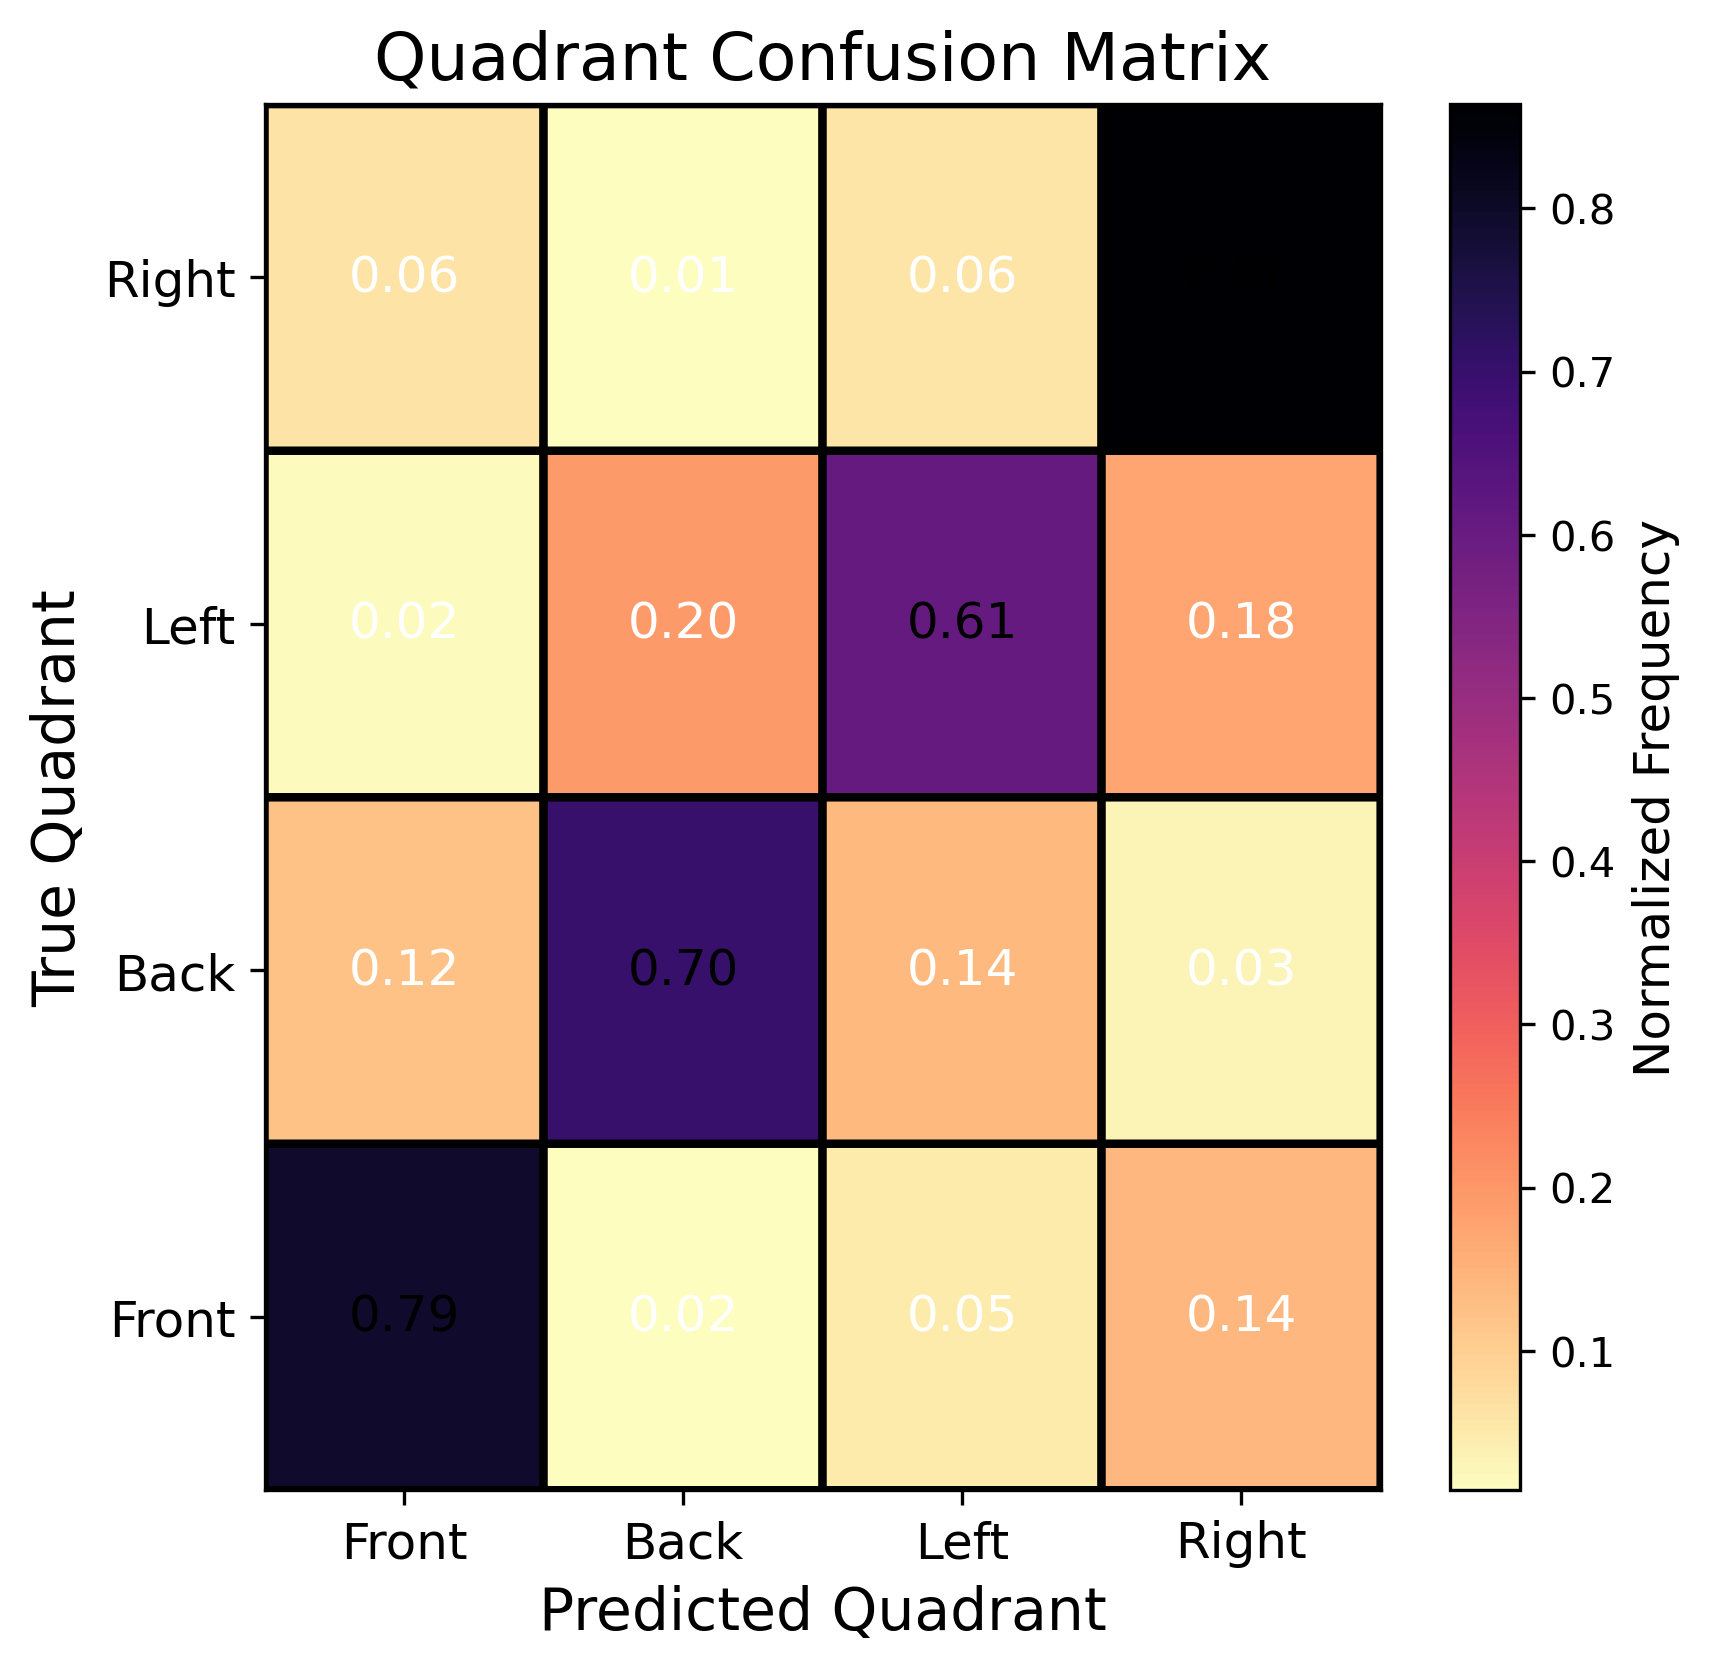 Quadrant Confusion Matrix
Right 0.06 0.01 0.06
Left 0.02 0.20 0.61 0.18
Back 0.12 0.70 0.14 0.03
Front 0.79 0.02 0.05 0.14
Front Back Left Right
Predicted Quadrant
True Quadrant
0.8
0.7
0.6
0.5
0.4
0.3
0.2
0.1
Normalized Frequency